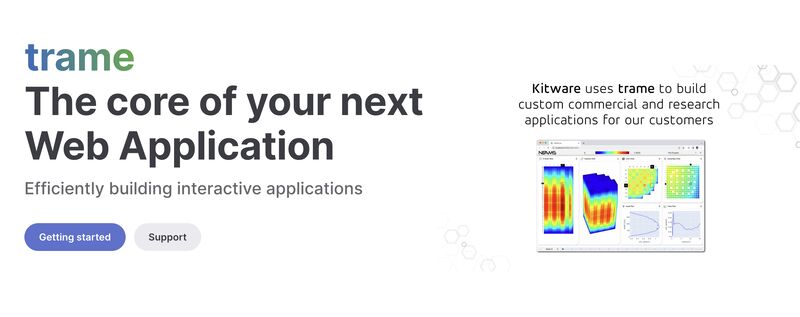 trame
The core of your next
Web Application
Efficiently building interactive applications
Getting started
Support
Kitware uses trame to build
custom commercial and research
applications for our customers